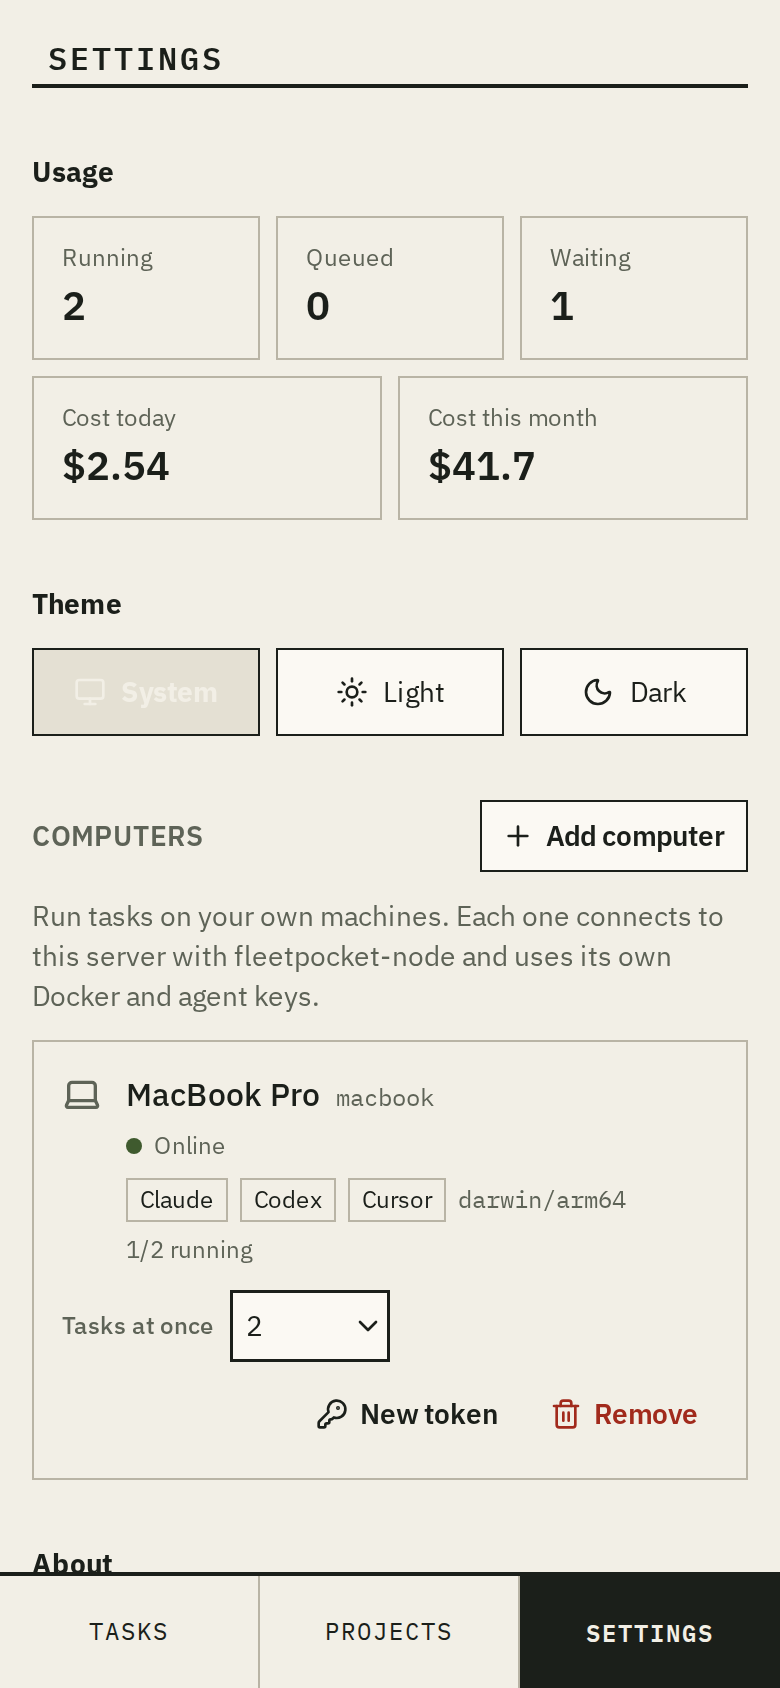 SETTINGS
Usage
Running
2
Queued
0
Waiting
1
Cost today
$2.54
Cost this month
$41.7
Theme
System
Light
Dark
COMPUTERS
Add computer
Run tasks on your own machines. Each one connects to
this server with fleetpocket-node and uses its own
Docker and agent keys.
MacBook Pro macbook
Online
Claude Codex Cursor darwin/arm64
1/2 running
Tasks at once 2
New token Remove
About
TASKS PROJECTS SETTINGS